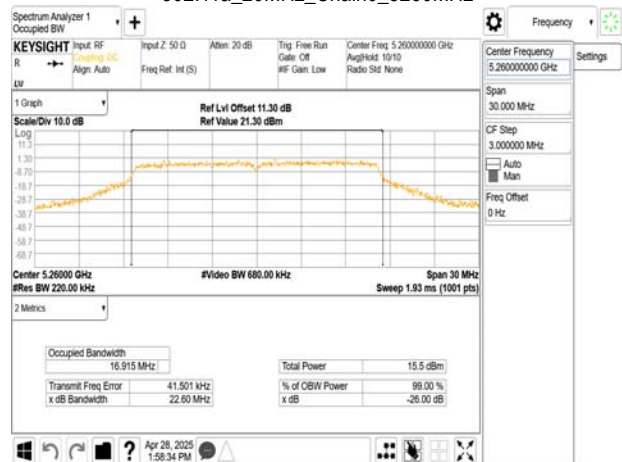 Spectrum Analyzer 1
Occupied BW
Frequency
KEYSIGHT
Input: RF
Coupling: DC
Align: Auto
Input Z: 50 Ω
Freq Ref: Int (S)
Atten: 20 dB
Trig: Free Run
Gate: Off
#IF Gain: Low
Center Freq: 5.260000000 GHz
Avg|Hold: 10/10
Radio Std: None
R
Center Frequency
5.260000000 GHz
Settings
Span
30.000 MHz
CF Step
3.000000 MHz
Auto
Man
Freq Offset
0 Hz
1 Graph
Ref Lvl Offset 11.30 dB
Scale/Div 10.0 dB
Ref Value 21.30 dBm
Log
11.3
1.30
-8.70
-18.7
-28.7
-38.7
-48.7
-58.7
-68.7
Center 5.26000 GHz
#Video BW 680.00 kHz
Span 30 MHz
#Res BW 220.00 kHz
Sweep 1.93 ms (1001 pts)
2 Metrics
Occupied Bandwidth
16.915 MHz
Total Power
15.5 dBm
Transmit Freq Error
41.501 kHz
% of OBW Power
99.00 %
x dB Bandwidth
22.60 MHz
x dB
-26.00 dB
Apr 28, 2025
1:58:34 PM